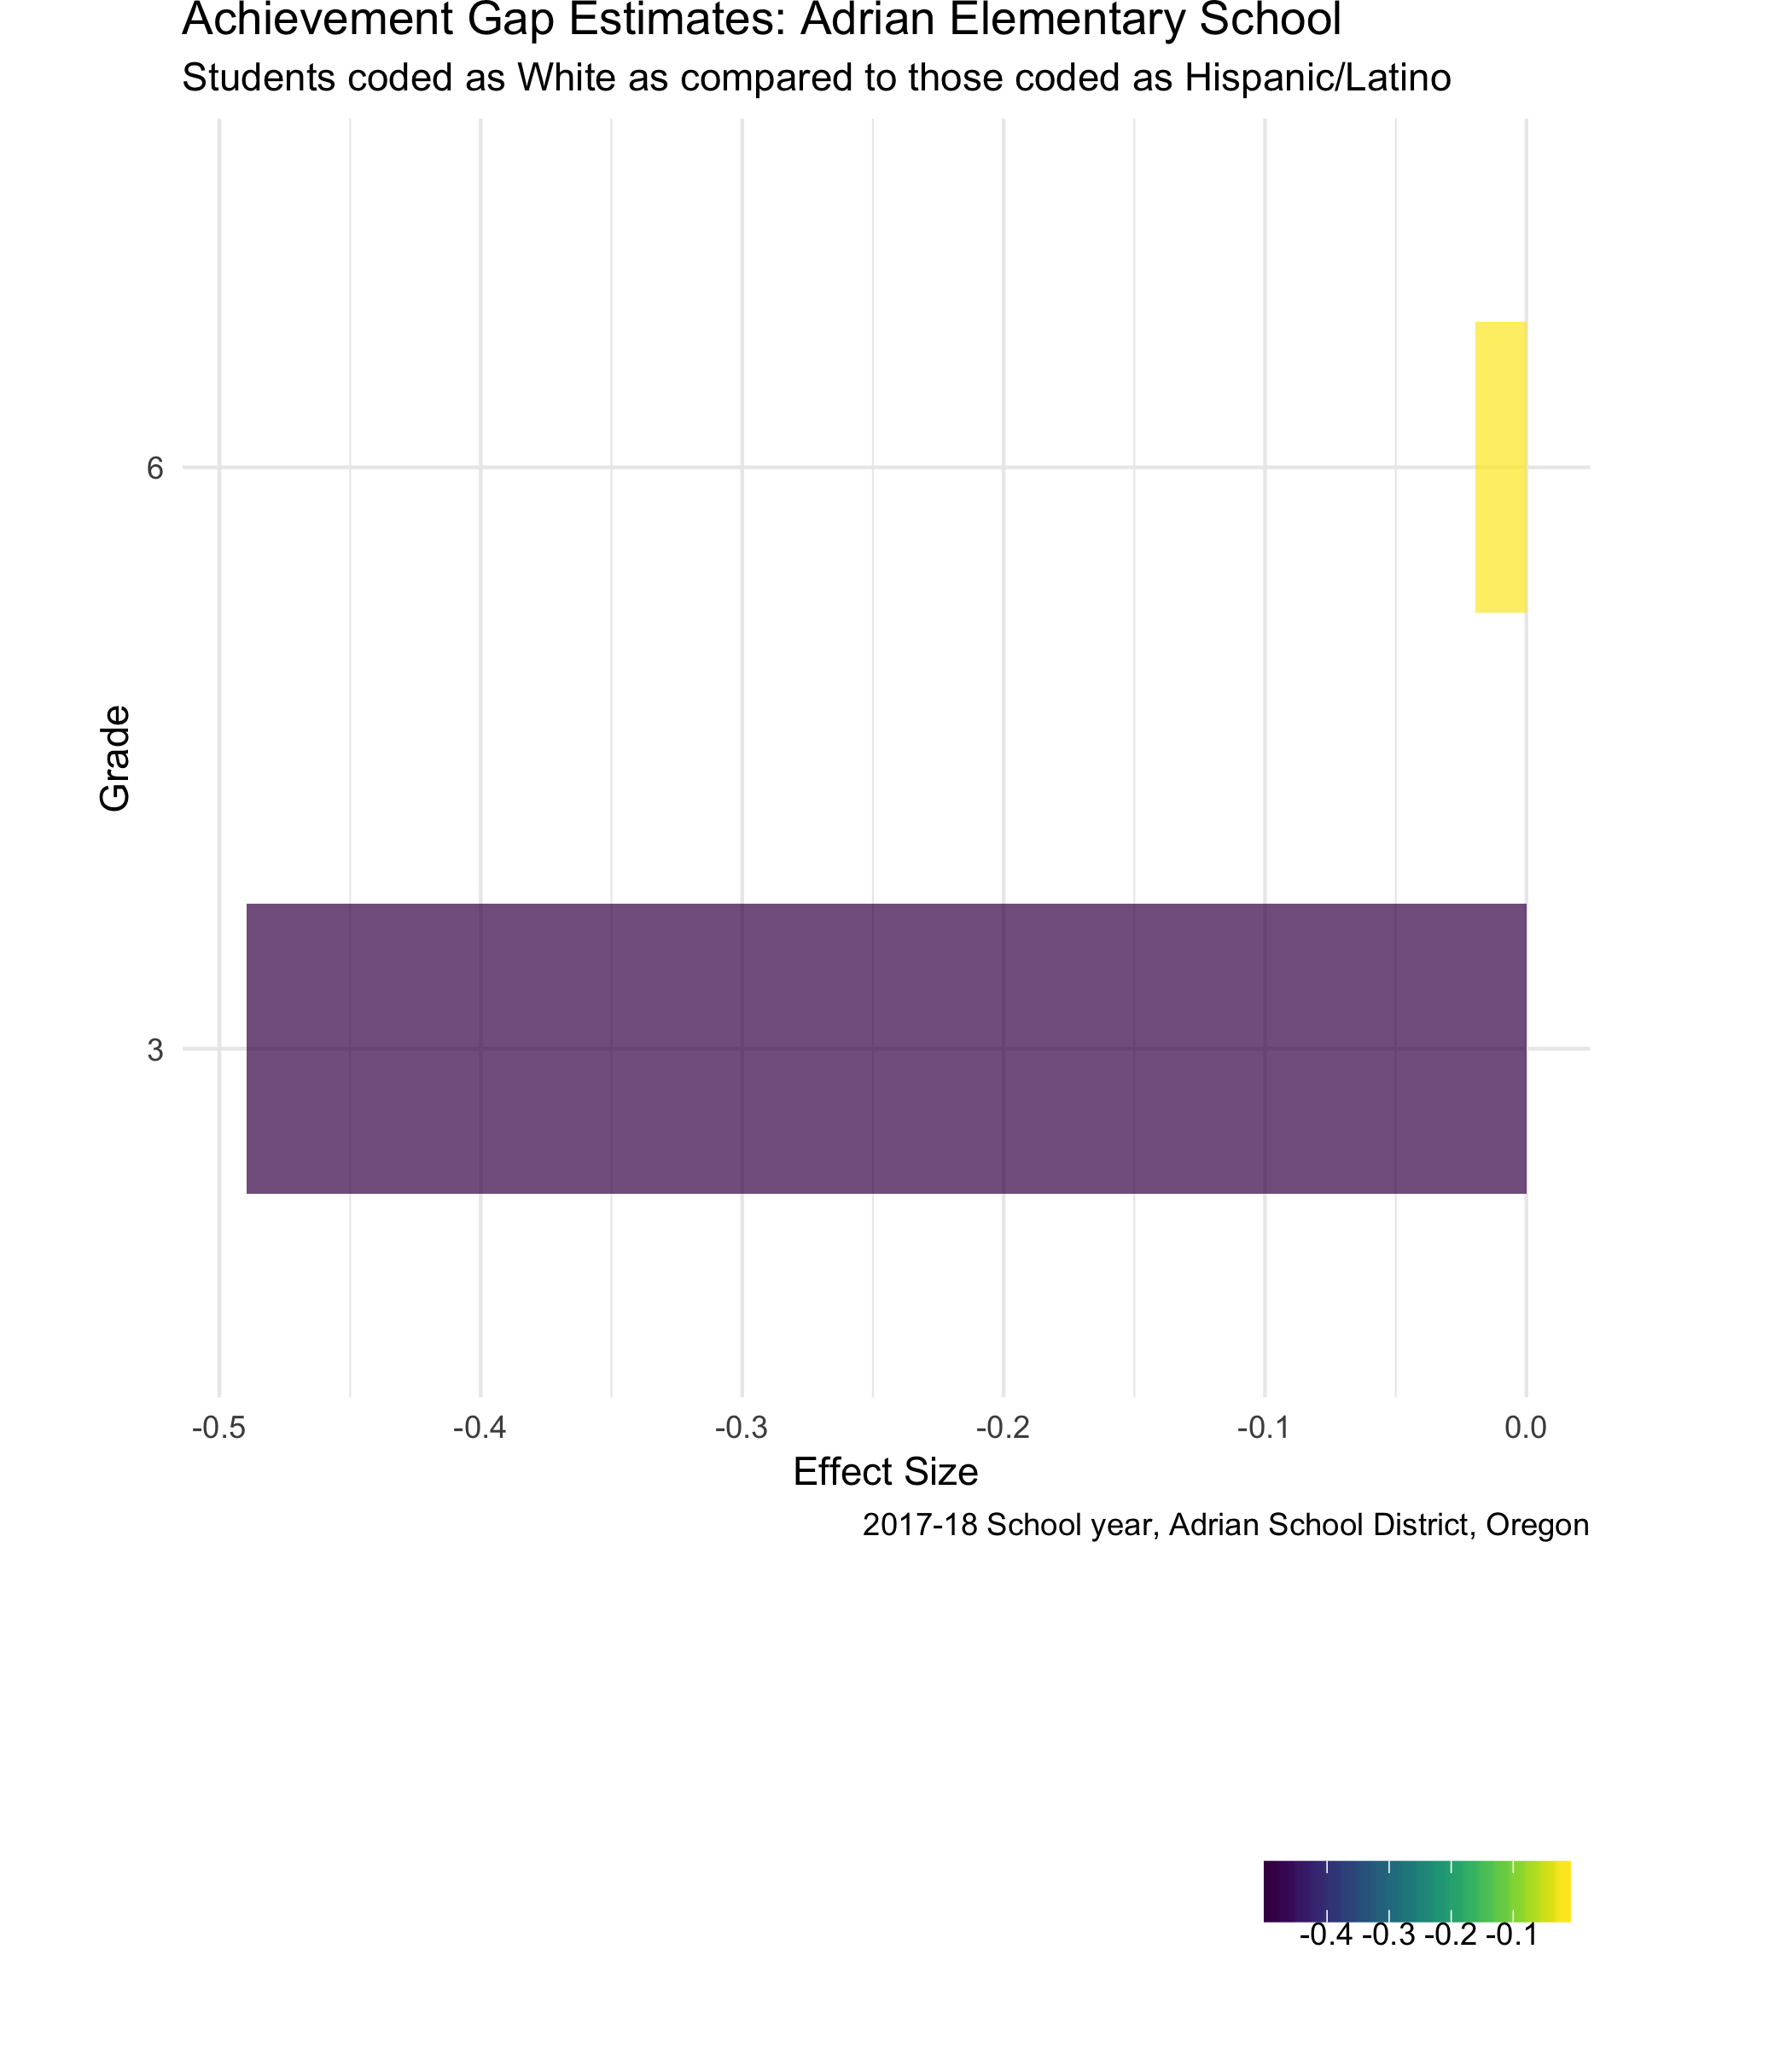 Achievement Gap Estimates: Adrian Elementary School
Students coded as White as compared to those coded as Hispanic/Latino
6
Grade
3
-0.5 -0.4 -0.3 -0.2 -0.1 0.0
Effect Size
2017-18 School year, Adrian School District, Oregon
-0.4 -0.3 -0.2 -0.1